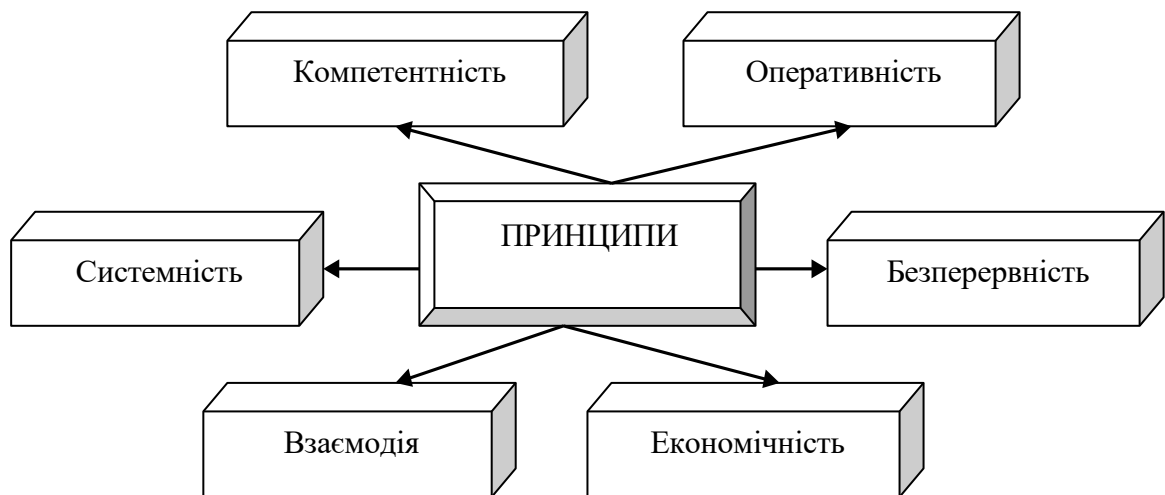 Компетентність
Оперативність
ПРИНЦИПИ
Системність
Безперервність
Взаємодія
Економічність